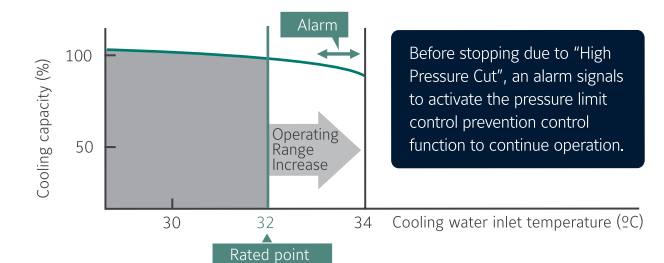 Alarm
100
50
Cooling capacity (%)
Operating
Range
Increase
30
32
34
Cooling water inlet temperature (ºC)
Rated point
Before stopping due to “High
Pressure Cut”, an alarm signals
to activate the pressure limit
control prevention control
function to continue operation.